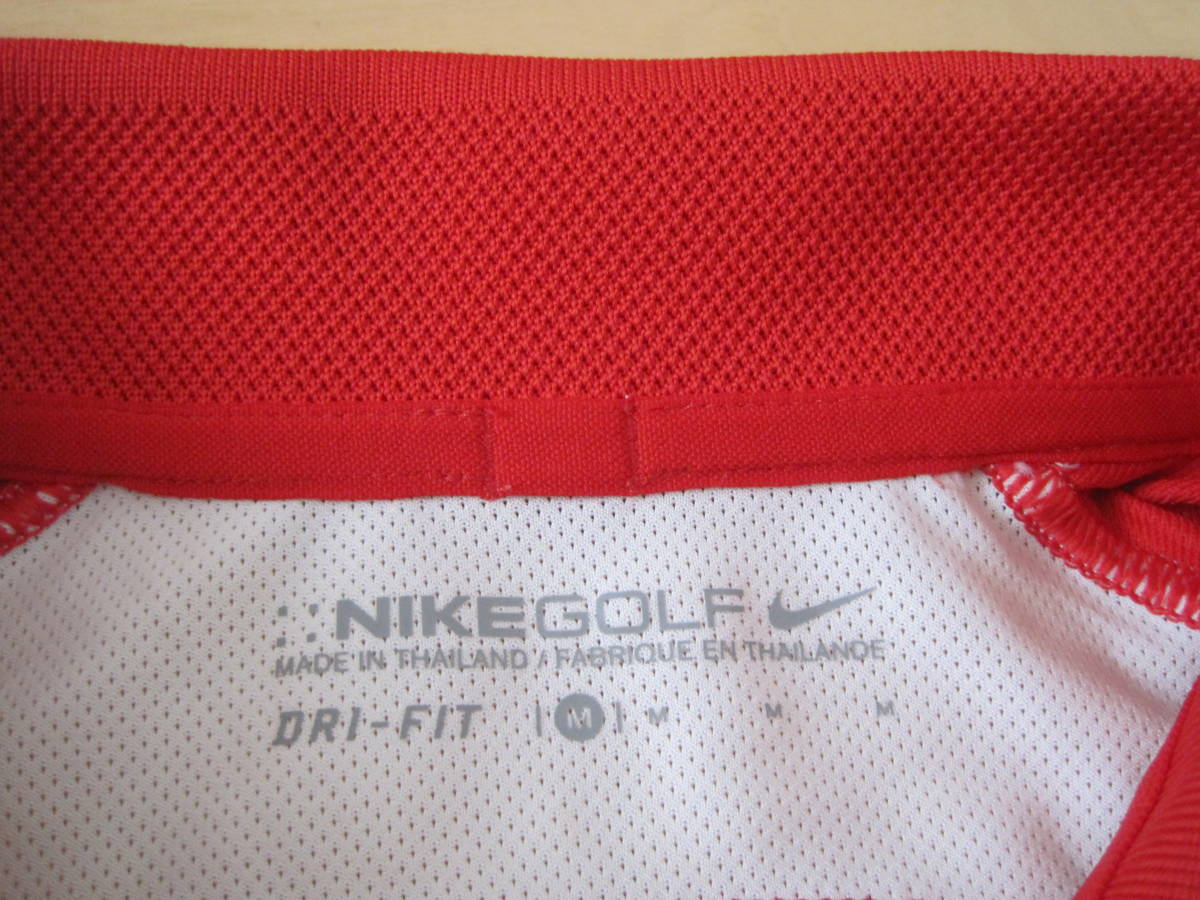 NIKEGOLF
MADE IN THAILAND / FABRIQUE EN THAILANDE
DRI-FIT | M | M M M